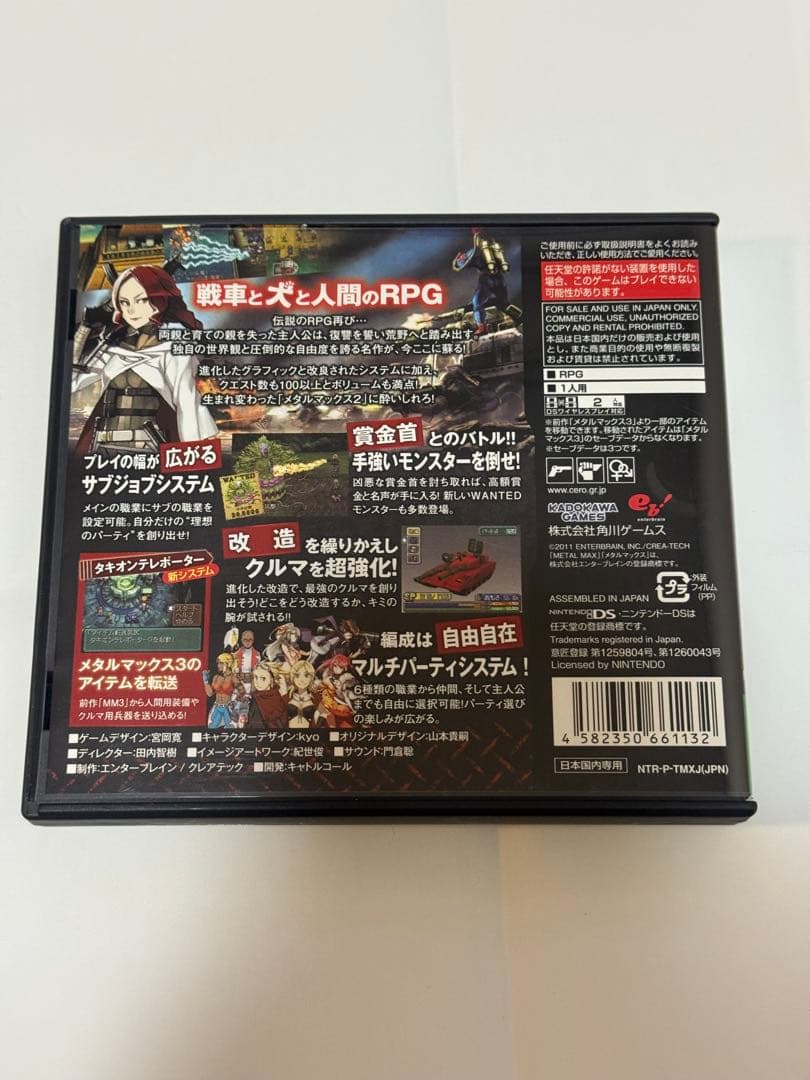 戦車と犬と人間のRPG
伝説のRPG再び…
両親と育ての親を失った主人公は、復讐を誓い荒野へと踏み出す。
独自の世界観と圧倒的な自由度を誇る名作が、今ここに蘇る!
進化したグラフィックと改良されたシステムに加え、
クエスト数も100以上とボリュームも満点!
生まれ変わった「メタルマックス2」に酔いしれろ!
プレイの幅が 広がる
サブジョブシステム
メインの職業にサブの職業を
設定可能。自分だけの“理想
のパーティ”を創り出せ!
WANTED
賞金首 とのバトル!!
手強いモンスターを倒せ!
凶悪な賞金首を討ち取れば、高額賞
金と名声が手に入る! 新しいWANTED
モンスターも多数登場。
改造 を繰りかえし
クルマを超強化!
進化した改造で、最強のクルマを創り
出そう!どこをどう改造するか、キミの
腕が試される!!
タキオンテレポーター
新システム
メタルマックス3の
アイテムを転送
前作「MM3」から人間用装備や
クルマ用兵器を送り込める!
編成は 自由自在
マルチパーティシステム!
6種類の職業から仲間、そして主人公
までも自由に選択可能!パーティ選び
の楽しみが広がる。
■ゲームデザイン:宮岡寛 ■キャラクターデザイン:kyo ■オリジナルデザイン:山本貴嗣
■ディレクター:田内智樹 ■イメージアートワーク:紀世俊 ■サウンド:門倉聡
■制作:エンターブレイン / クレアテック ■開発:キャトルコール
ご使用前に必ず取扱説明書をよくお読み
いただき、正しい使用方法でご愛用ください。
任天堂の許諾がない装置を使用した
場合、このゲームはプレイできない
可能性があります。
FOR SALE AND USE IN JAPAN ONLY.
COMMERCIAL USE, UNAUTHORIZED
COPY AND RENTAL PROHIBITED.
本品は日本国内だけの販売および使用
とし、また商業目的の使用や無断複製
および賃貸は禁止されています。
■RPG
■1人用
2人
DSワイヤレスプレイ対応
※前作「メタルマックス3」より一部のアイテム
を移動できます。移動されたアイテムは「メタル
マックス3」のセーブデータからなくなります。
※セーブデータは3つです。
www.cero.gr.jp
KADOKAWA
GAMES
eb!
enterbrain
株式会社 角川ゲームス
©2011 ENTERBRAIN, INC./CREA-TECH
「METAL MAX」「メタルマックス」は、
株式会社エンターブレインの登録商標です。
プラ
外装
フィルム
(PP)
ASSEMBLED IN JAPAN
NINTENDO DS・ニンテンドーDSは
任天堂の登録商標です。
Trademarks registered in Japan.
意匠登録 第1259804号、第1260043号
Licensed by NINTENDO
4 582350 661132
日本国内専用
NTR-P-TMXJ(JPN)